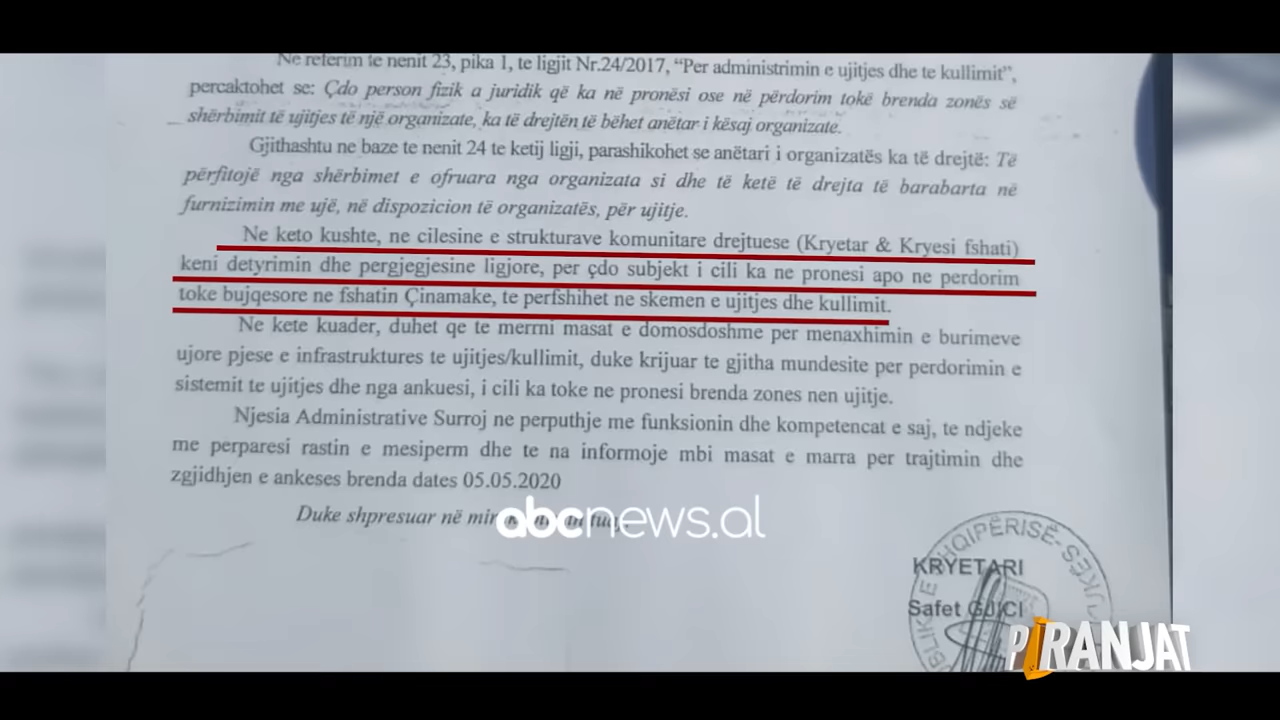 Ne referim te nenit 23, pika 1, te ligjit Nr.24/2017, “Per administrimin e ujitjes dhe te kullimit”,
percaktohet se: Çdo person fizik a juridik që ka në pronësi ose në përdorim tokë brenda zonës së
shërbimit të ujitjes të një organizate, ka të drejtën të bëhet anëtar i kësaj organizate.
Gjithashtu ne baze te nenit 24 te ketij ligji, parashikohet se anëtari i organizatës ka të drejtë: Të
përfitojë nga shërbimet e ofruara nga organizata si dhe të ketë të drejta të barabarta në
furnizimin me ujë, në dispozicion të organizatës, për ujitje.
Ne keto kushte, ne cilesine e strukturave komunitare drejtuese (Kryetar & Kryesi fshati)
keni detyrimin dhe pergjegjesine ligjore, per çdo subjekt i cili ka ne pronesi apo ne perdorim
toke bujqesore ne fshatin Çinamake, te perfshihet ne skemen e ujitjes dhe kullimit.
Ne kete kuader, duhet qe te merrni masat e domosdoshme per menaxhimin e burimeve
ujore pjese e infrastruktures te ujitjes/kullimit, duke krijuar te gjitha mundesite per perdorimin e
sistemit te ujitjes dhe nga ankuesi, i cili ka toke ne pronesi brenda zones nen ujitje.
Njesia Administrative Surroj ne perputhje me funksionin dhe kompetencat e saj, te ndjeke
me perparesi rastin e mesiperm dhe te na informoje mbi masat e marra per trajtimin dhe
zgjidhjen e ankeses brenda dates 05.05.2020
Duke shpresuar në
abcnews.al
KRYETARI
Safet GJICI
PIRANJAT